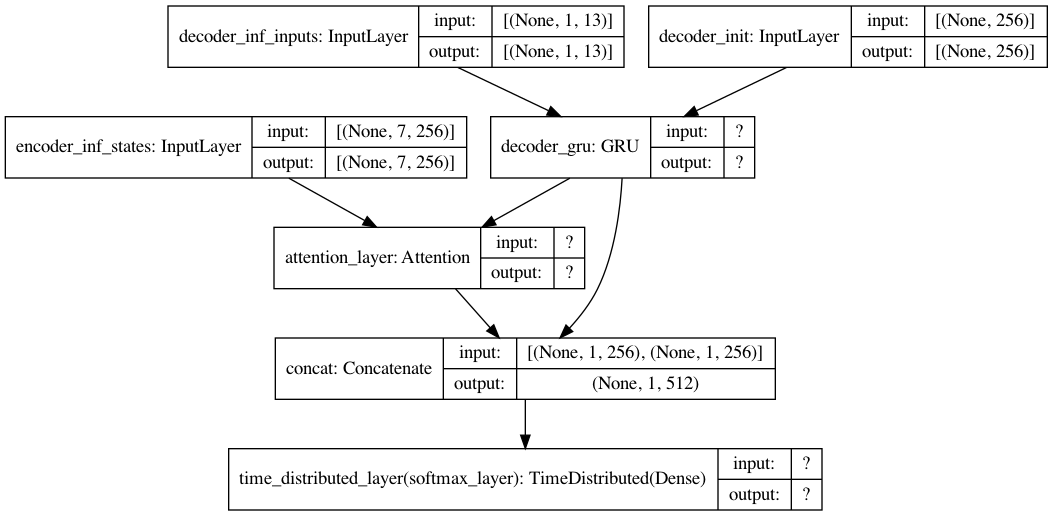 decoder_inf_inputs: InputLayer
input: [(None, 1, 13)]
output: [(None, 1, 13)]
decoder_init: InputLayer
input: [(None, 256)]
output: [(None, 256)]
encoder_inf_states: InputLayer
input: [(None, 7, 256)]
output: [(None, 7, 256)]
decoder_gru: GRU
input: ?
output: ?
attention_layer: Attention
input: ?
output: ?
concat: Concatenate
input: [(None, 1, 256), (None, 1, 256)]
output: (None, 1, 512)
time_distributed_layer(softmax_layer): TimeDistributed(Dense)
input: ?
output: ?